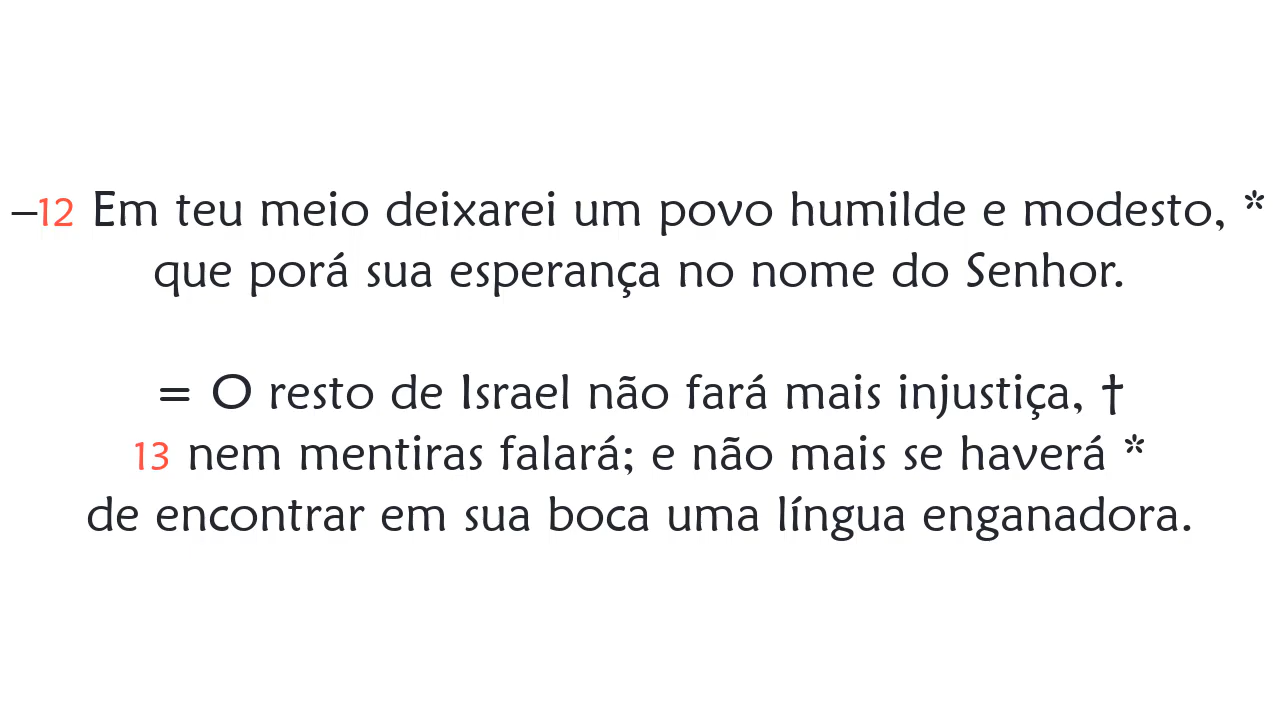 –12 Em teu meio deixarei um povo humilde e modesto, *
que porá sua esperança no nome do Senhor.
= O resto de Israel não fará mais injustiça, †
13 nem mentiras falará; e não mais se haverá *
de encontrar em sua boca uma língua enganadora.